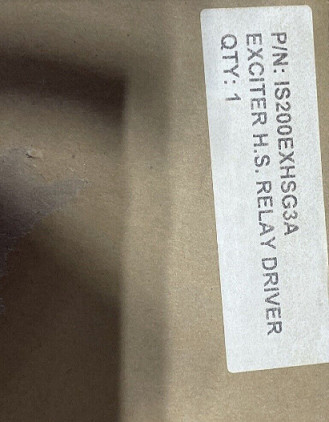 P/N: IS200EXHSG3A
EXCITER H.S. RELAY DRIVER
QTY: 1